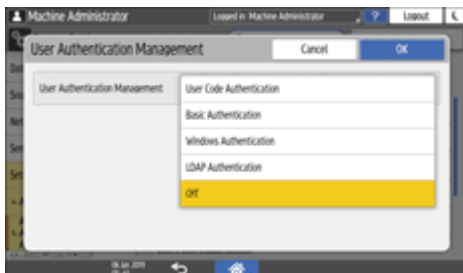 Machine Administrator
Logged in: Machine Administrator
?
Logout
User Authentication Management
Cancel
OK
User Authentication Management
User Code Authentication
Basic Authentication
Windows Authentication
LDAP Authentication
Off